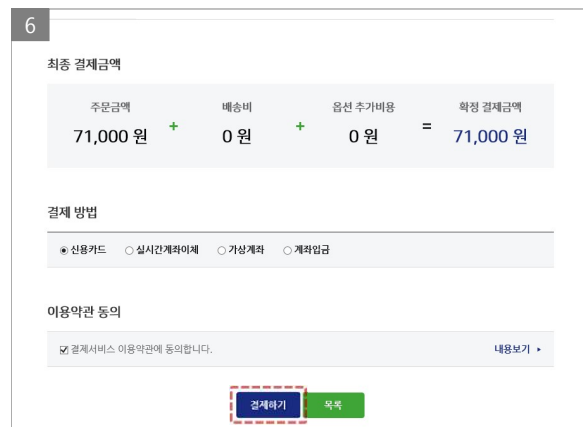 6
최종 결제금액
주문금액 배송비 옵션 추가비용 확정 결제금액
71,000 원 + 0 원 + 0 원 = 71,000 원
결제 방법
신용카드 실시간계좌이체 가상계좌 계좌입금
이용약관 동의
결제서비스 이용약관에 동의합니다. 내용보기
결제하기 목록